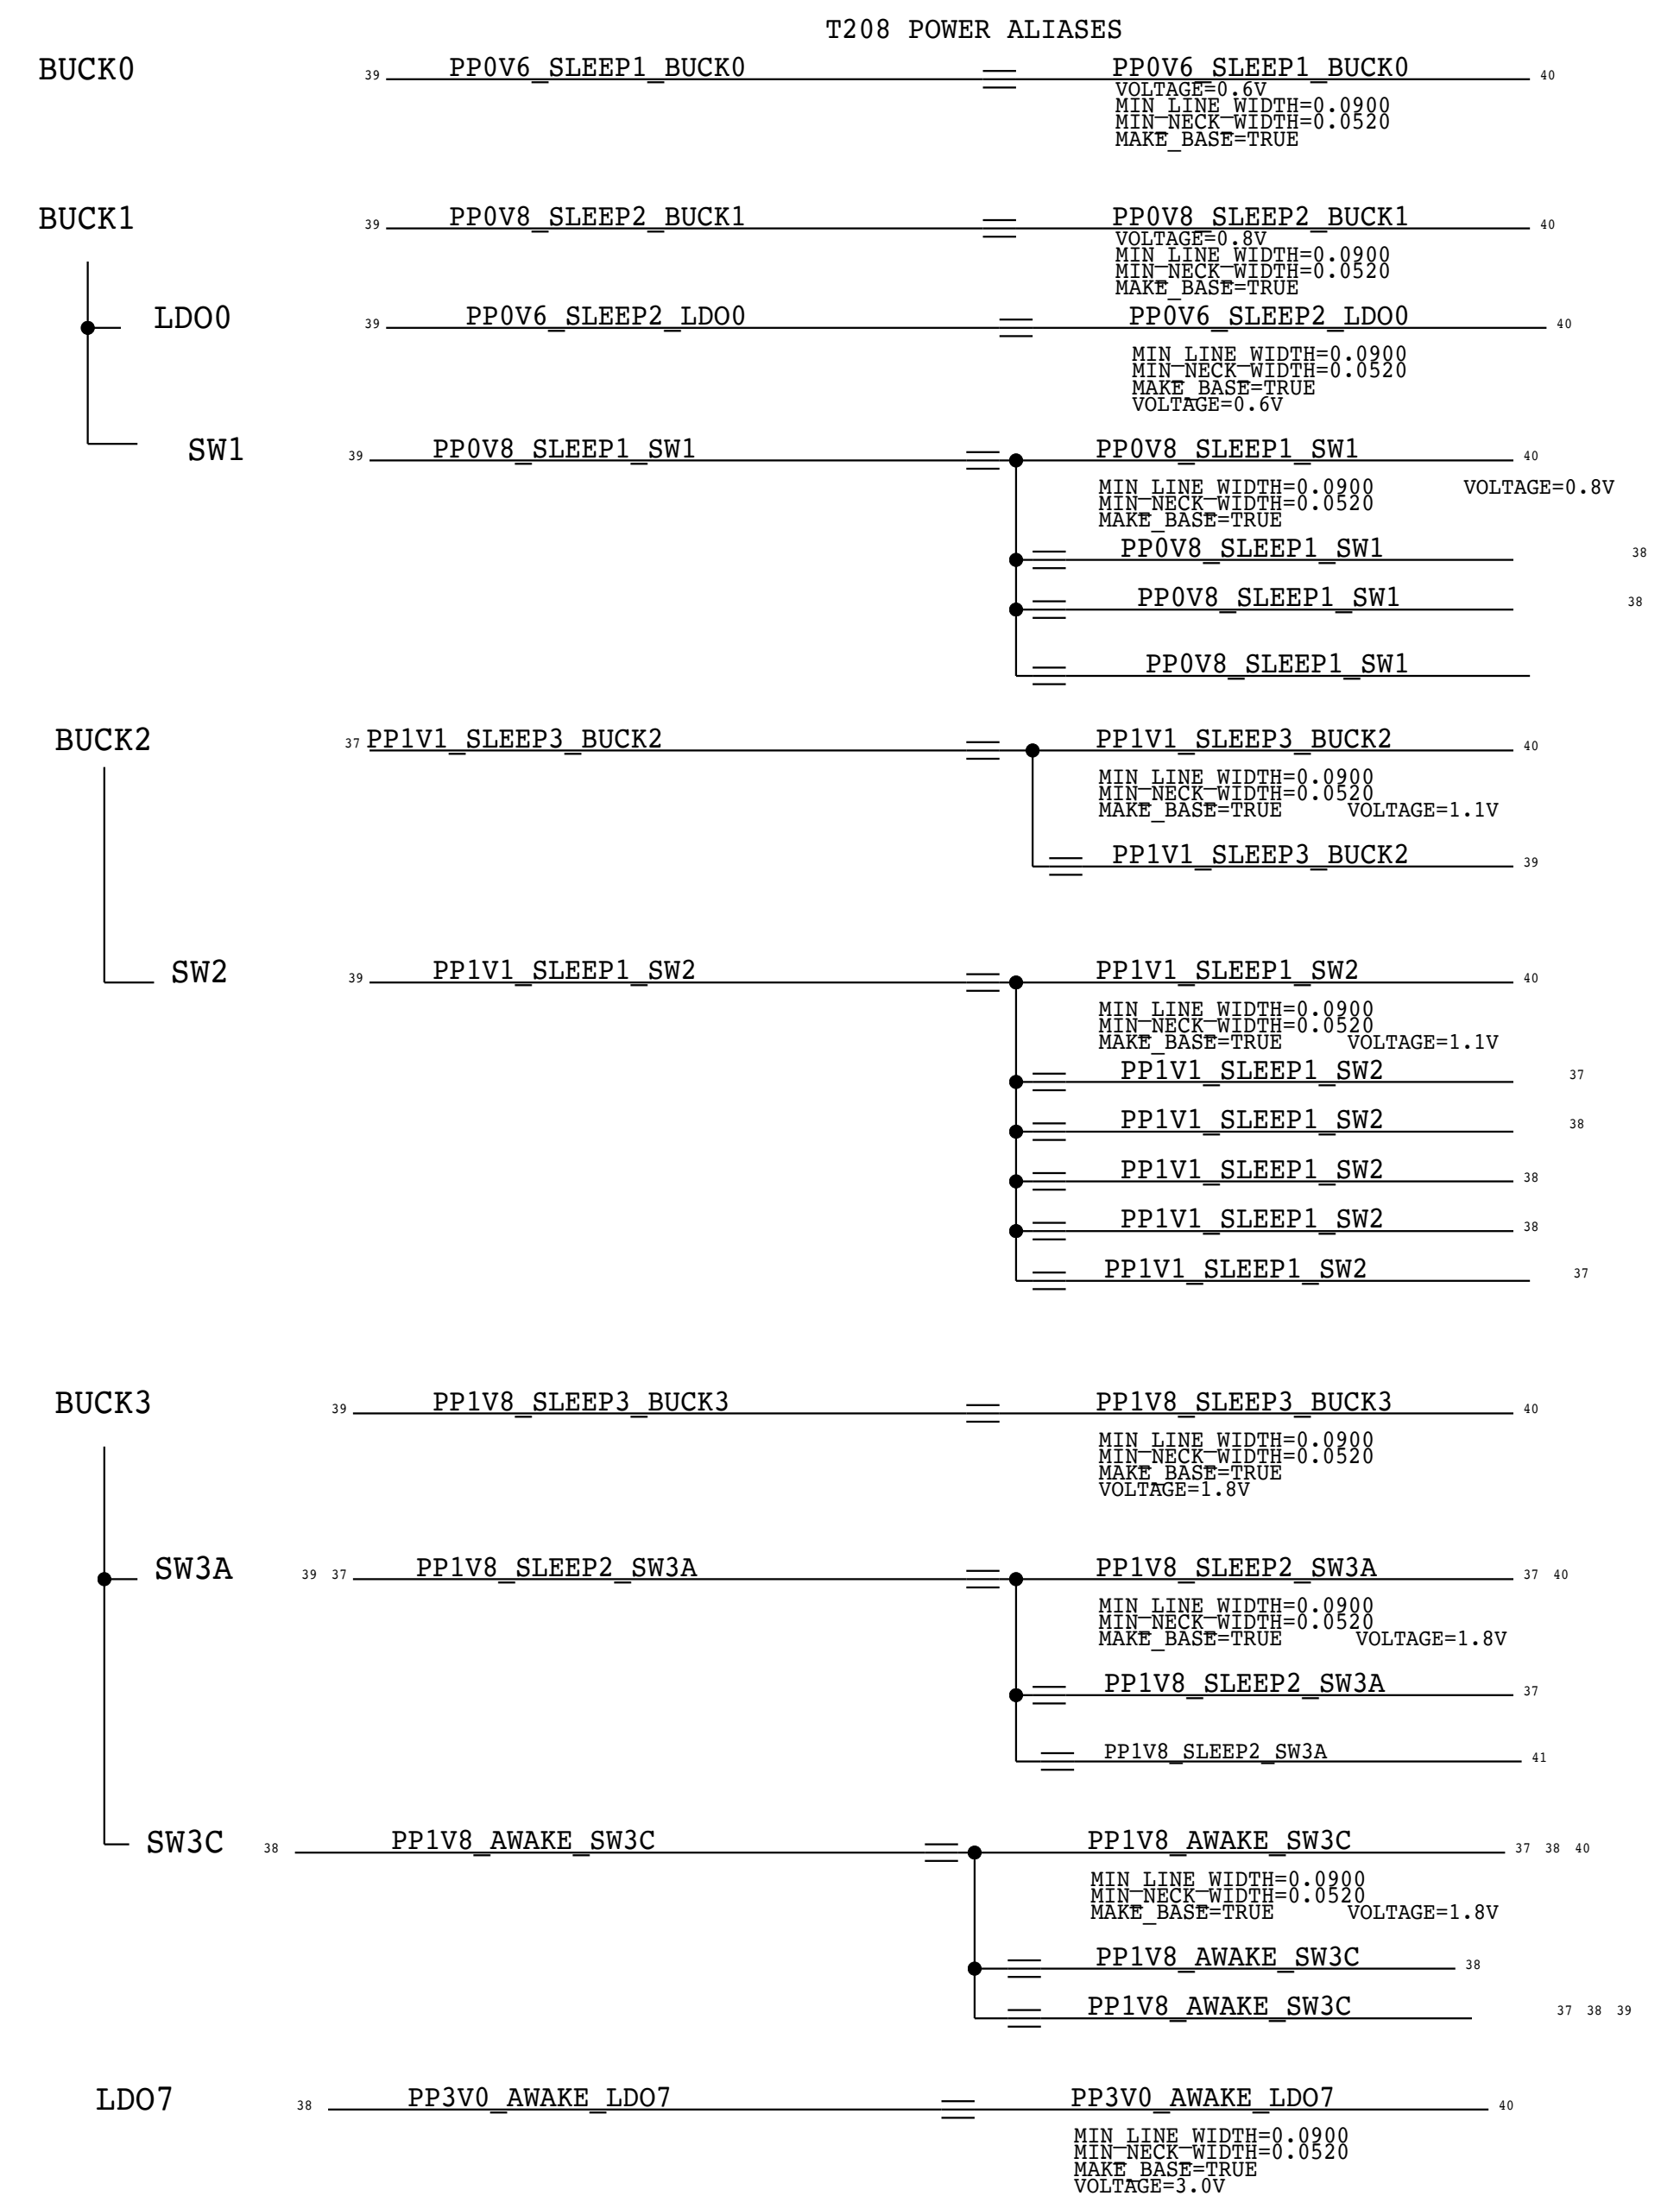 T208 POWER ALIASES
BUCK0 39 PP0V6_SLEEP1_BUCK0 PP0V6_SLEEP1_BUCK0 40
VOLTAGE=0.6V
MIN_LINE_WIDTH=0.0900
MIN_NECK_WIDTH=0.0520
MAKE_BASE=TRUE
BUCK1 39 PP0V8_SLEEP2_BUCK1 PP0V8_SLEEP2_BUCK1 40
VOLTAGE=0.8V
MIN_LINE_WIDTH=0.0900
MIN_NECK_WIDTH=0.0520
MAKE_BASE=TRUE
LDO0 39 PP0V6_SLEEP2_LDO0 PP0V6_SLEEP2_LDO0 40
MIN_LINE_WIDTH=0.0900
MIN_NECK_WIDTH=0.0520
MAKE_BASE=TRUE
VOLTAGE=0.6V
SW1 39 PP0V8_SLEEP1_SW1 PP0V8_SLEEP1_SW1 40
MIN_LINE_WIDTH=0.0900 VOLTAGE=0.8V
MIN_NECK_WIDTH=0.0520
MAKE_BASE=TRUE
PP0V8_SLEEP1_SW1 38
PP0V8_SLEEP1_SW1 38
PP0V8_SLEEP1_SW1
BUCK2 37 PP1V1_SLEEP3_BUCK2 PP1V1_SLEEP3_BUCK2 40
MIN_LINE_WIDTH=0.0900
MIN_NECK_WIDTH=0.0520
MAKE_BASE=TRUE VOLTAGE=1.1V
PP1V1_SLEEP3_BUCK2 39
SW2 39 PP1V1_SLEEP1_SW2 PP1V1_SLEEP1_SW2 40
MIN_LINE_WIDTH=0.0900
MIN_NECK_WIDTH=0.0520
MAKE_BASE=TRUE VOLTAGE=1.1V
PP1V1_SLEEP1_SW2 37
PP1V1_SLEEP1_SW2 38
PP1V1_SLEEP1_SW2 38
PP1V1_SLEEP1_SW2 38
PP1V1_SLEEP1_SW2 37
BUCK3 39 PP1V8_SLEEP3_BUCK3 PP1V8_SLEEP3_BUCK3 40
MIN_LINE_WIDTH=0.0900
MIN_NECK_WIDTH=0.0520
MAKE_BASE=TRUE
VOLTAGE=1.8V
SW3A 39 37 PP1V8_SLEEP2_SW3A PP1V8_SLEEP2_SW3A 37 40
MIN_LINE_WIDTH=0.0900
MIN_NECK_WIDTH=0.0520
MAKE_BASE=TRUE VOLTAGE=1.8V
PP1V8_SLEEP2_SW3A 37
PP1V8_SLEEP2_SW3A 41
SW3C 38 PP1V8_AWAKE_SW3C PP1V8_AWAKE_SW3C 37 38 40
MIN_LINE_WIDTH=0.0900
MIN_NECK_WIDTH=0.0520
MAKE_BASE=TRUE VOLTAGE=1.8V
PP1V8_AWAKE_SW3C 38
PP1V8_AWAKE_SW3C 37 38 39
LDO7 38 PP3V0_AWAKE_LDO7 PP3V0_AWAKE_LDO7 40
MIN_LINE_WIDTH=0.0900
MIN_NECK_WIDTH=0.0520
MAKE_BASE=TRUE
VOLTAGE=3.0V